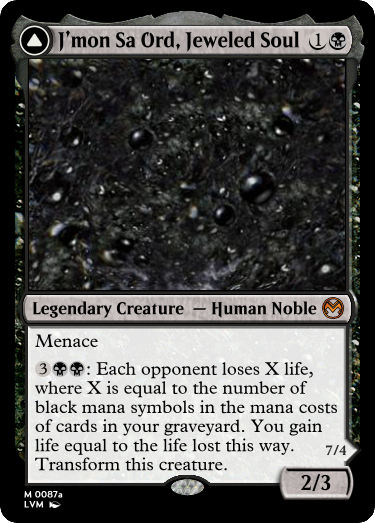 J'mon Sa Ord, Jeweled Soul 1
Legendary Creature — Human Noble M
Menace
3: Each opponent loses X life,
where X is equal to the number of
black mana symbols in the mana costs
of cards in your graveyard. You gain
life equal to the life lost this way.
Transform this creature.
7/4
2/3
M 0087a
LVM